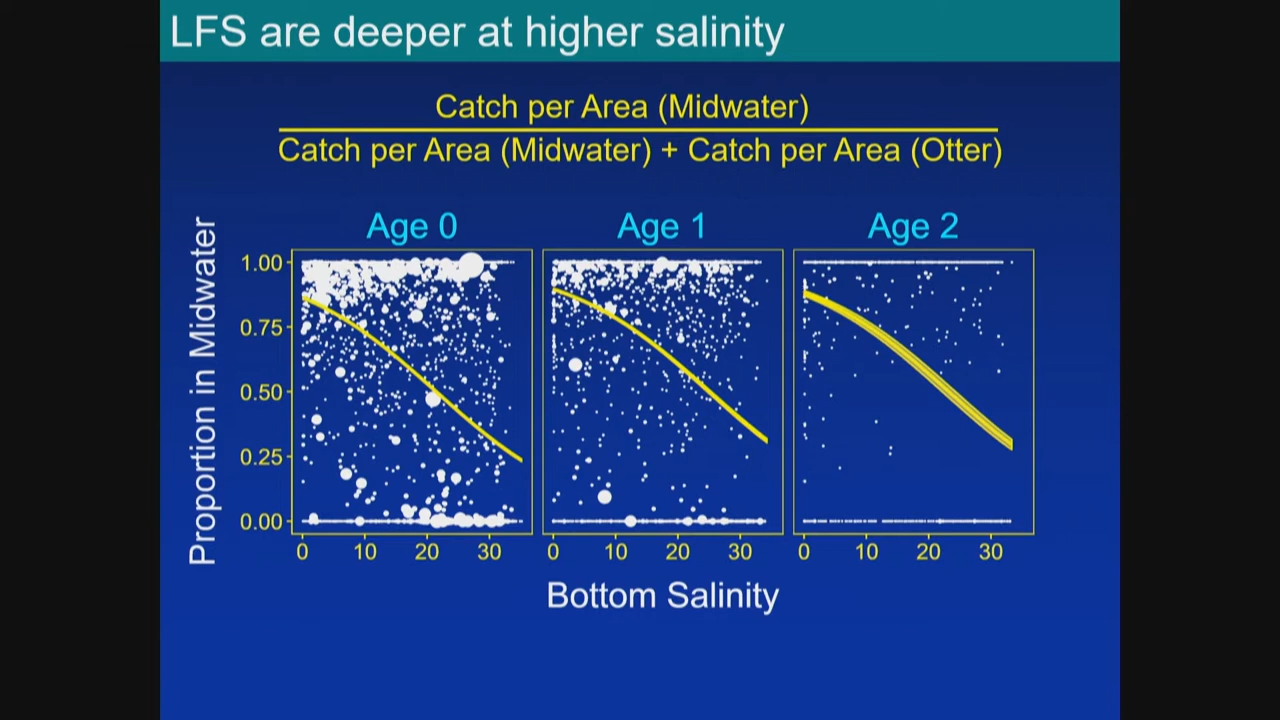 LFS are deeper at higher salinity
Catch per Area (Midwater)
Catch per Area (Midwater) + Catch per Area (Otter)
Age 0 Age 1 Age 2
Proportion in Midwater
1.00
0.75
0.50
0.25
0.00
0 10 20 30 0 10 20 30 0 10 20 30
Bottom Salinity